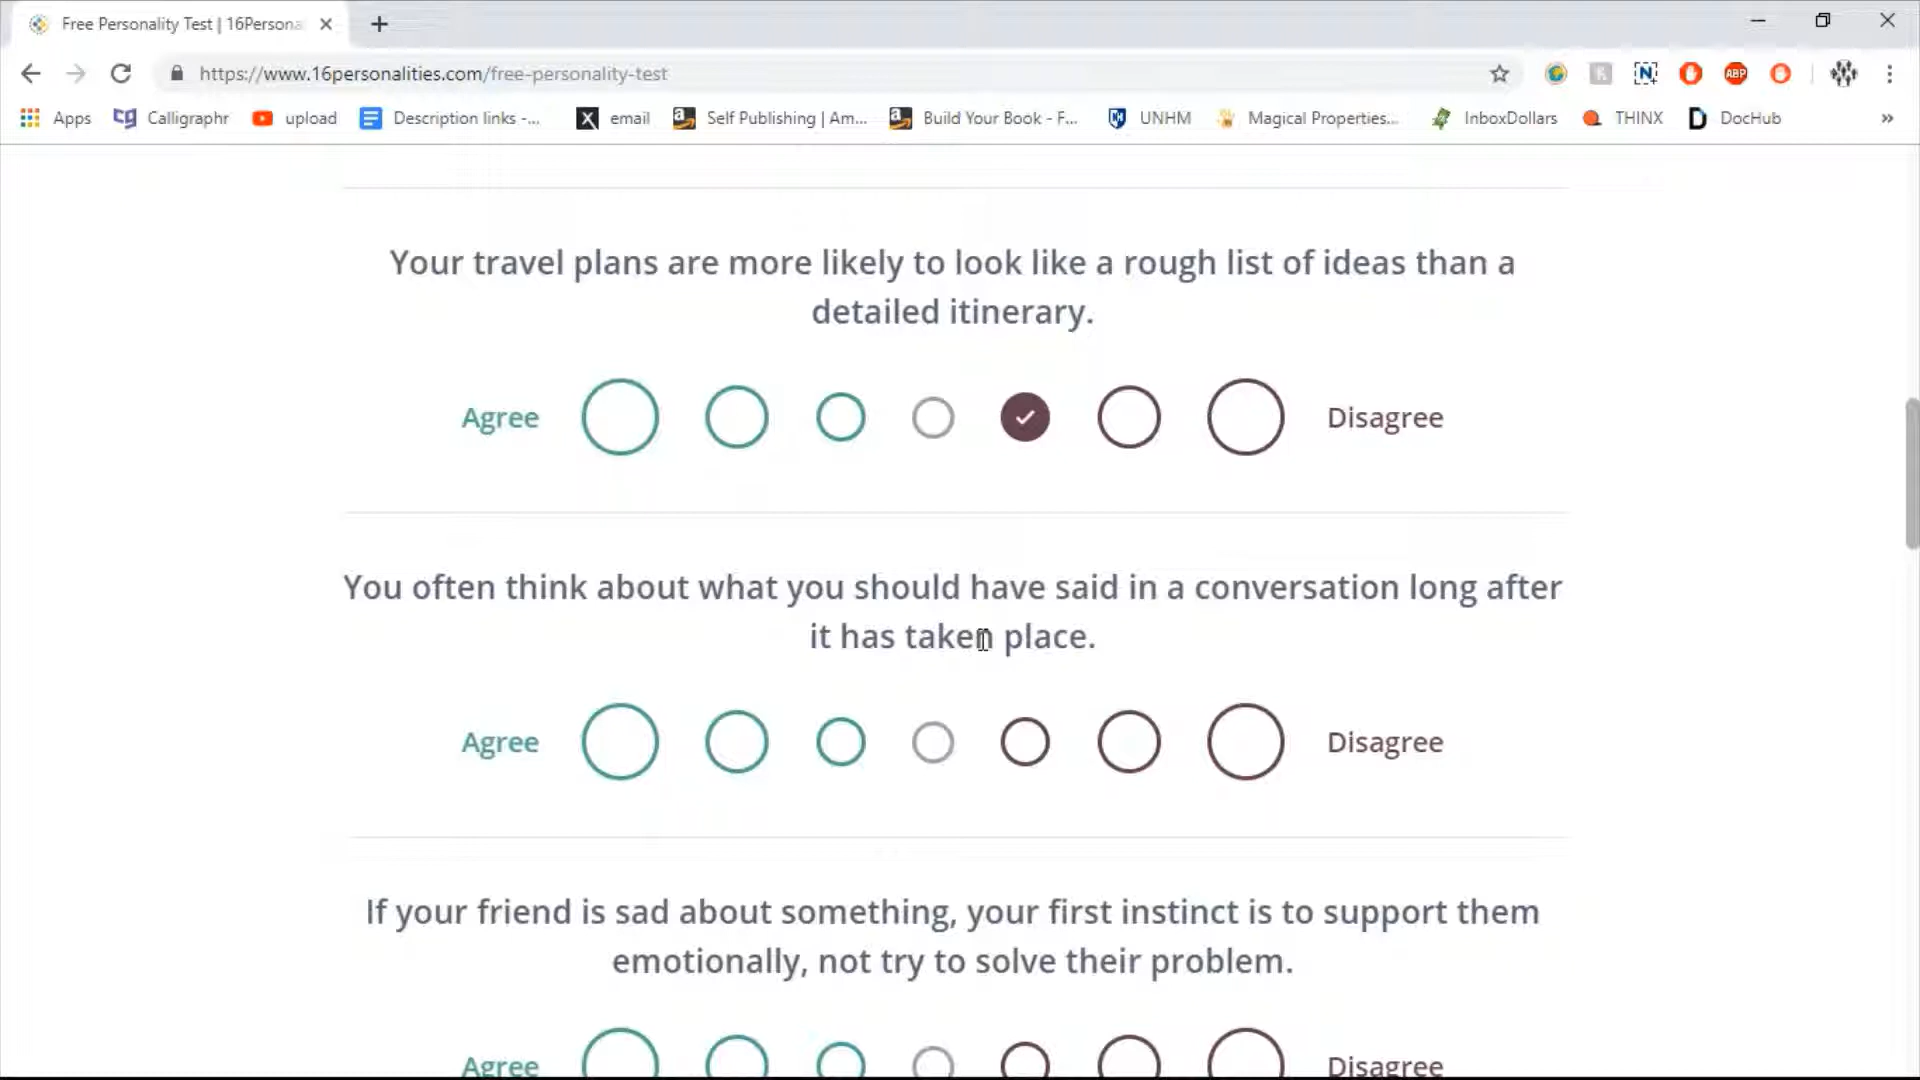 Free Personality Test | 16Persona
https://www.16personalities.com/free-personality-test
ABP
Apps Calligraphr upload Description links -... email Self Publishing | Am... Build Your Book - F... UNHM Magical Properties... InboxDollars THINX DocHub »
Your travel plans are more likely to look like a rough list of ideas than a
detailed itinerary.
Agree Disagree
You often think about what you should have said in a conversation long after
it has taken place.
Agree Disagree
If your friend is sad about something, your first instinct is to support them
emotionally, not try to solve their problem.
Agree Disagree